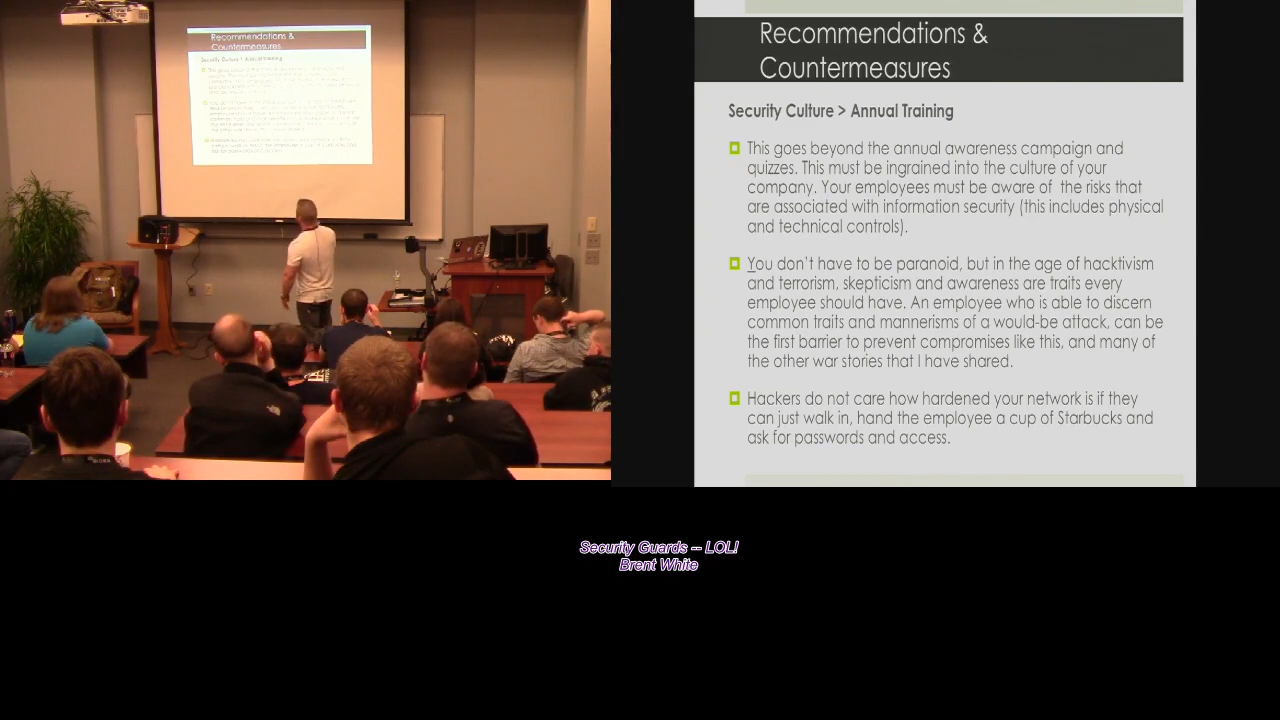 Recommendations &
Countermeasures
Recommendations &
Countermeasures
Security Culture > Annual Training
Security Culture > Annual Training
This goes beyond the annual awareness campaign and
quizzes. This must be ingrained into the culture of your
company. Your employees must be aware of  the risks that
are associated with information security (this includes physical
and technical controls).
You don't have to be paranoid, but in the age of hacktivism
and terrorism, skepticism and awareness are traits every
employee should have. An employee who is able to discern
common traits and mannerisms of a would-be attack, can be
the first barrier to prevent compromises like this, and many of
the other war stories that I have shared.
Hackers do not care how hardened your network is if they
can just walk in, hand the employee a cup of Starbucks and
ask for passwords and access.
Security Guards -- LOL!
Brent White